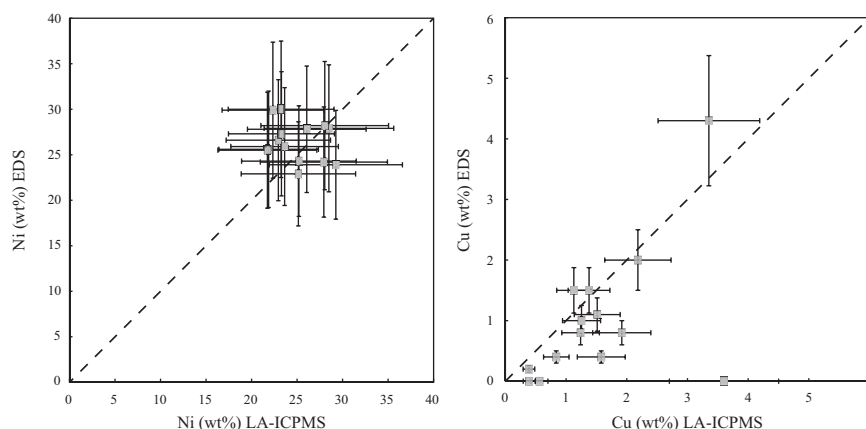 40
35
30
25
20
15
10
5
0
Ni (wt%) EDS
0 5 10 15 20 25 30 35 40
Ni (wt%) LA-ICPMS
6
5
4
3
2
1
0
Cu (wt%) EDS
0 1 2 3 4 5
Cu (wt%) LA-ICPMS